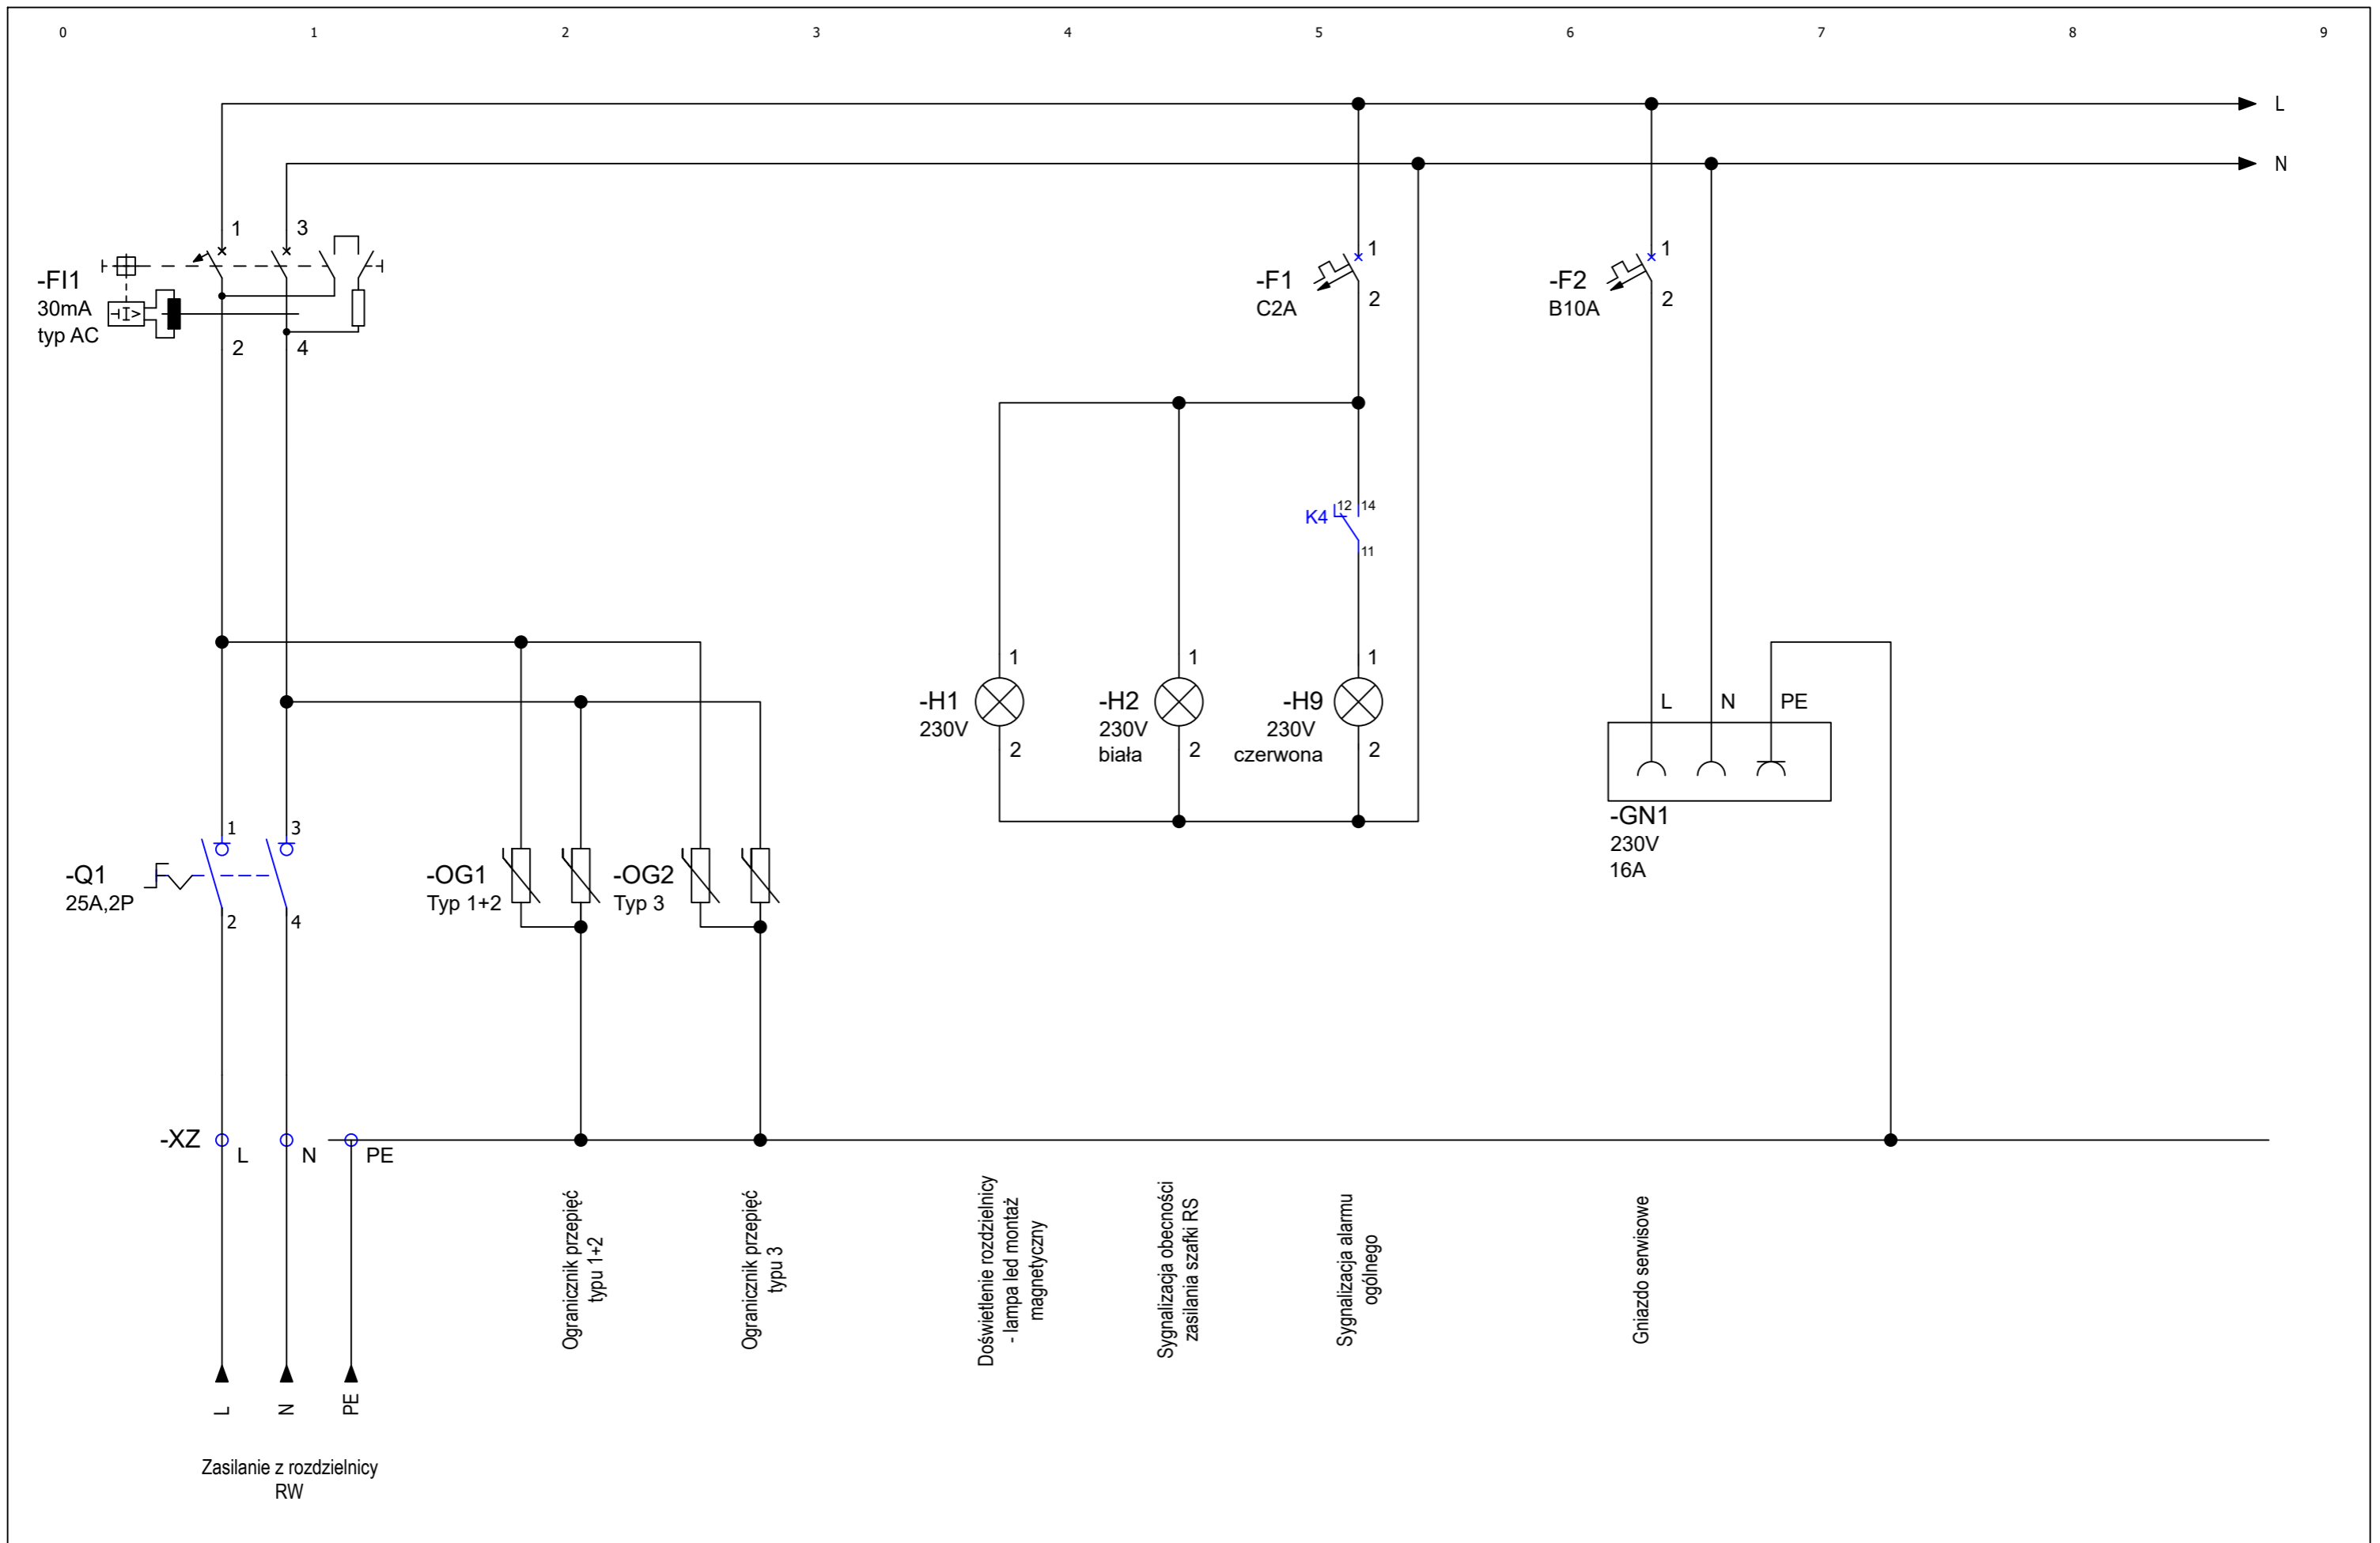 0 1 2 3 4 5 6 7 8 9
L
N
1 3
-FI1
30mA
typ AC
2 4
-F1
C2A
1
2
-F2
B10A
1
2
K4 12 14
11
-H1
230V
1
2
-H2
230V
biała
1
2
-H9
230V
czerwona
1
2
L N PE
-GN1
230V
16A
1 3
-Q1
25A,2P
2 4
-OG1
Typ 1+2
-OG2
Typ 3
-XZ
L N PE
Ogranicznik przepięć
typu 1+2
Ogranicznik przepięć
typu 3
Doświetlenie rozdzielnicy
- lampa led montaż
magnetyczny
Sygnalizacja obecności
zasilania szafki RS
Sygnalizacja alarmu
ogólnego
Gniazdo serwisowe
L N PE
Zasilanie z rozdzielnicy
RW